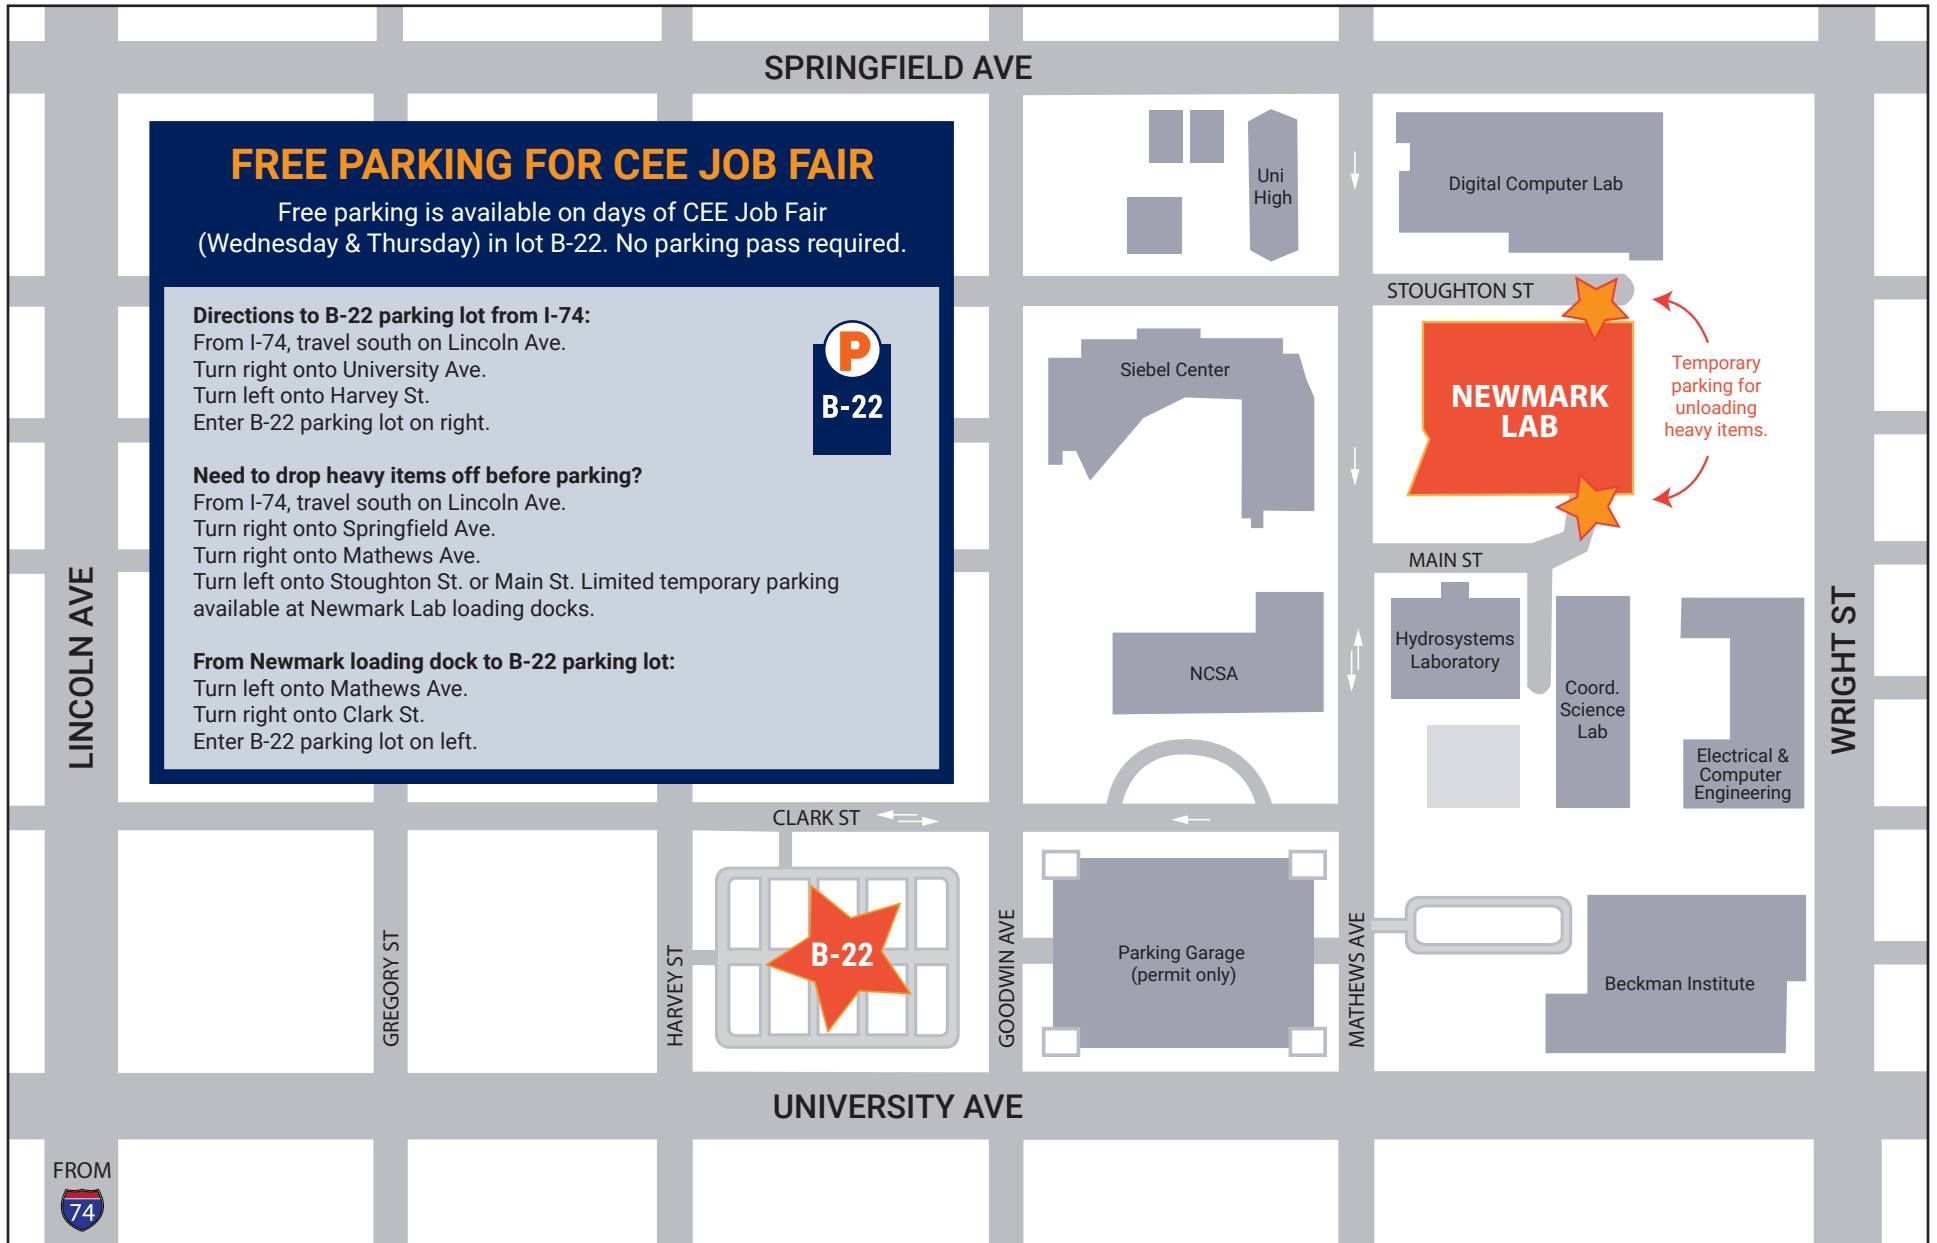 SPRINGFIELD AVE
FREE PARKING FOR CEE JOB FAIR
Free parking is available on days of CEE Job Fair
(Wednesday & Thursday) in lot B-22. No parking pass required.
Directions to B-22 parking lot from I-74:
From I-74, travel south on Lincoln Ave.
Turn right onto University Ave.
Turn left onto Harvey St.
Enter B-22 parking lot on right.
P
B-22
Need to drop heavy items off before parking?
From I-74, travel south on Lincoln Ave.
Turn right onto Springfield Ave.
Turn right onto Mathews Ave.
Turn left onto Stoughton St. or Main St. Limited temporary parking
available at Newmark Lab loading docks.
From Newmark loading dock to B-22 parking lot:
Turn left onto Mathews Ave.
Turn right onto Clark St.
Enter B-22 parking lot on left.
Uni
High
Digital Computer Lab
STOUGHTON ST
Siebel Center
NEWMARK
LAB
Temporary
parking for
unloading
heavy items.
MAIN ST
LINCOLN AVE
WRIGHT ST
Hydrosystems
Laboratory
NCSA
Coord.
Science
Lab
Electrical &
Computer
Engineering
CLARK ST
GREGORY ST
HARVEY ST
B-22
GOODWIN AVE
Parking Garage
(permit only)
MATHEWS AVE
Beckman Institute
UNIVERSITY AVE
FROM
74